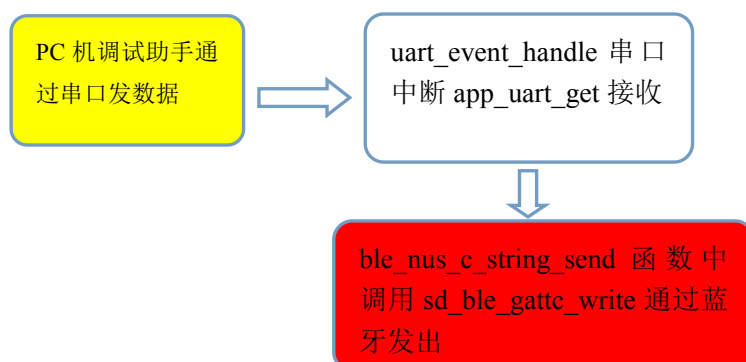 PC 机调试助手通
过串口发数据
uart_event_handle 串口
中断 app_uart_get 接收
ble_nus_c_string_send 函数中
调用 sd_ble_gattc_write 通过蓝
牙发出